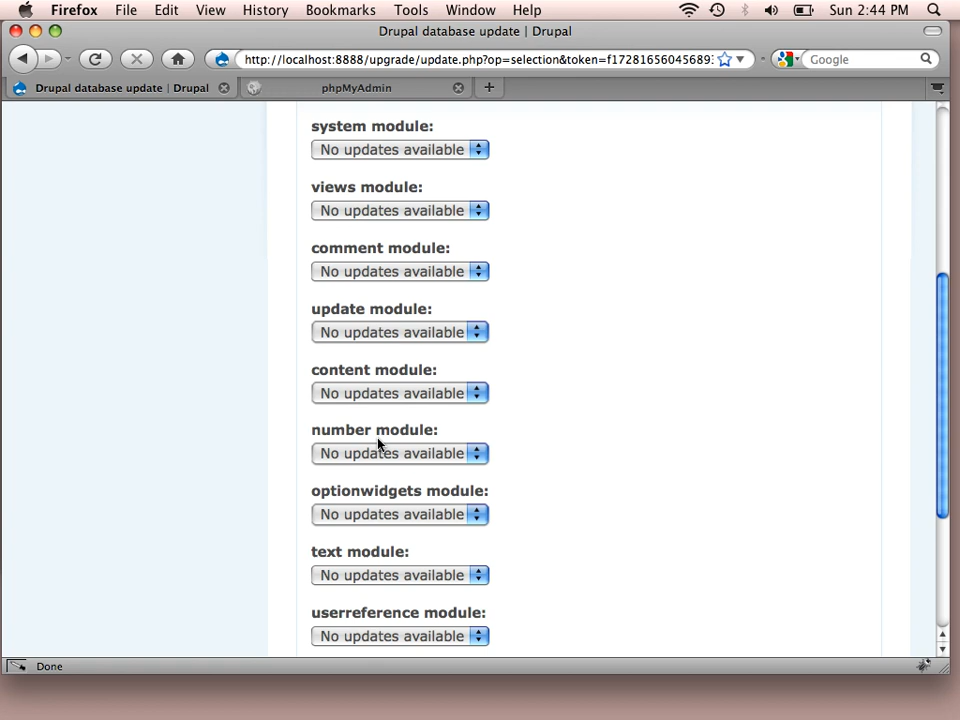 Firefox File Edit View History Bookmarks Tools Window Help Sun 2:44 PM
Drupal database update | Drupal
http://localhost:8888/upgrade/update.php?op=selection&token=f17281656045689: Google
Drupal database update | Drupal phpMyAdmin
system module:
No updates available
views module:
No updates available
comment module:
No updates available
update module:
No updates available
content module:
No updates available
number module:
No updates available
optionwidgets module:
No updates available
text module:
No updates available
userreference module:
No updates available
Done